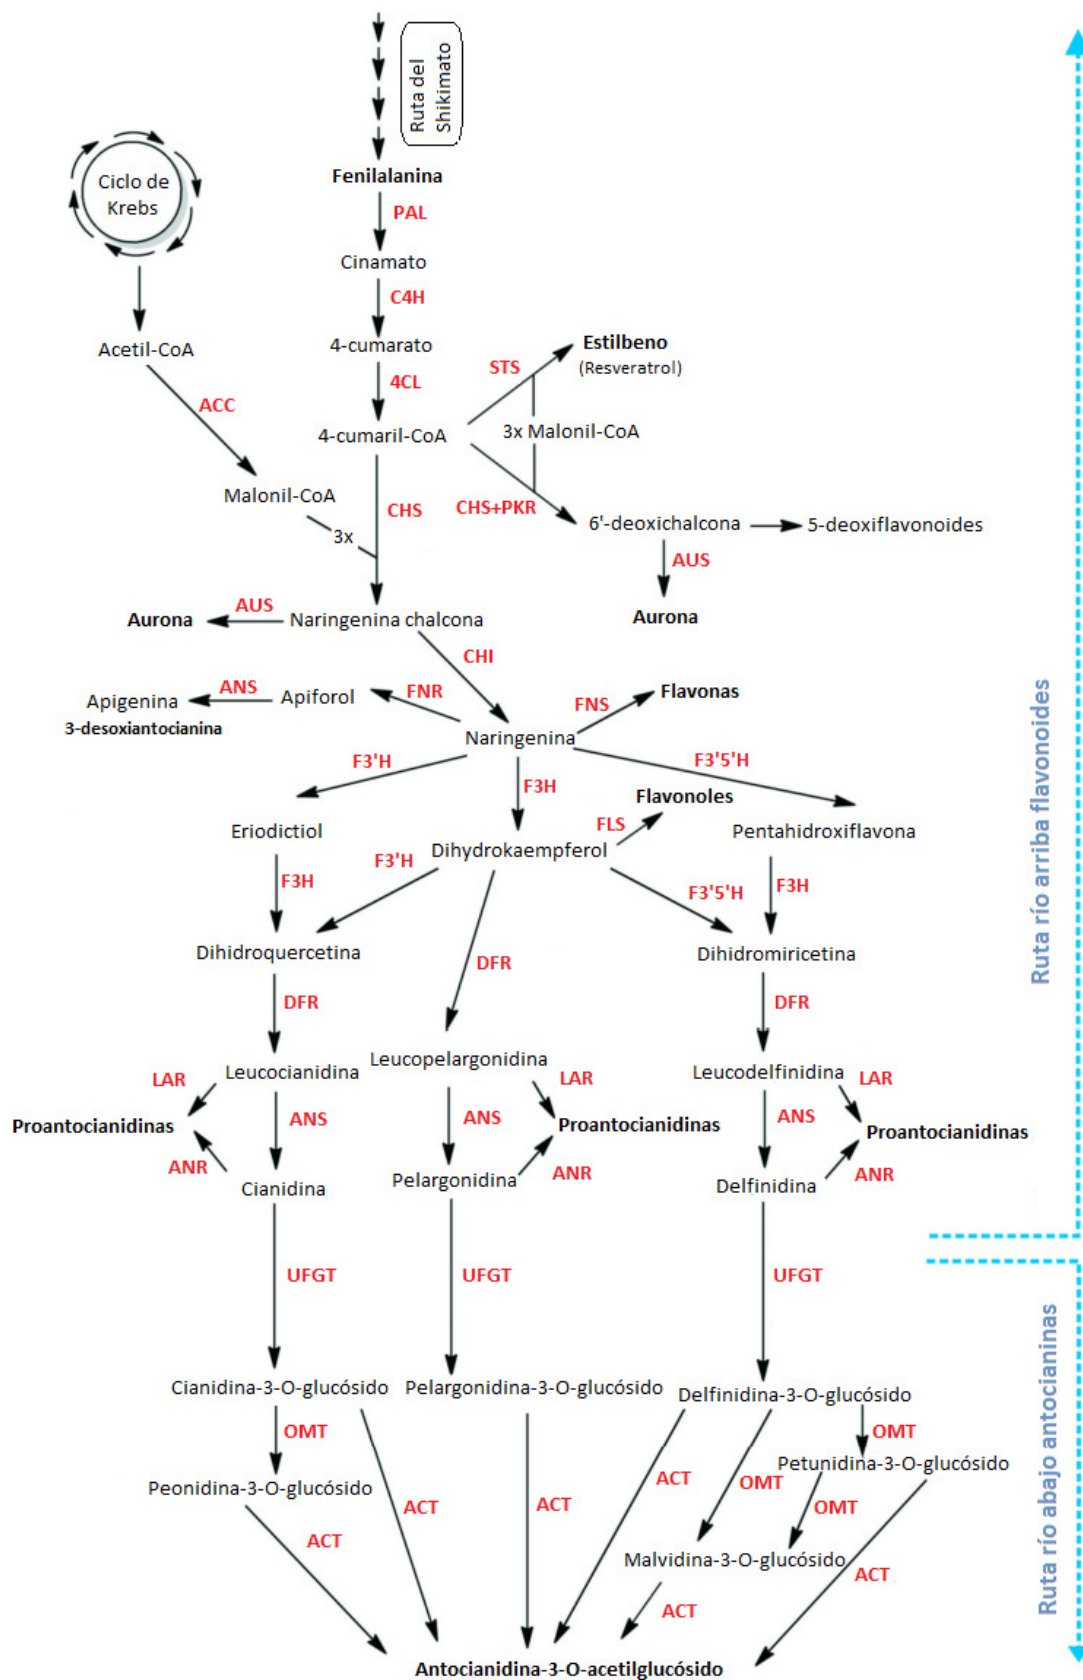 Ruta del
Shikimato
Fenilalanina
Ciclo de
Krebs
PAL
Cinamato
C4H
Acetil-CoA
4-cumarato
Estilbeno
(Resveratrol)
STS
4CL
ACC
4-cumaril-CoA
3x Malonil-CoA
Malonil-CoA
CHS
CHS+PKR
6'-deoxichalcona
5-deoxiflavonoides
3x
AUS
Aurona
AUS
Naringenina chalcona
Aurona
CHI
Apigenina
3-desoxiantocianina
ANS
Apiforol
FNR
FNS
Flavonas
Naringenina
F3'H
F3H
F3'5'H
Flavonoles
Eriodictiol
FLS
Pentahidroxiflavona
Dihydrokaempferol
F3H
F3'H
F3'5'H
F3H
Dihidroquercetina
Dihidromiricetina
DFR
DFR
DFR
Leucocianidina
Leucopelargonidina
Leucodelfinidina
LAR
LAR
LAR
Proantocianidinas
ANS
ANS
Proantocianidinas
ANS
Proantocianidinas
ANR
ANR
ANR
Cianidina
Pelargonidina
Delfinidina
UFGT
UFGT
UFGT
Cianidina-3-O-glucósido
Pelargonidina-3-O-glucósido
Delfinidina-3-O-glucósido
OMT
OMT
Peonidina-3-O-glucósido
Petunidina-3-O-glucósido
ACT
ACT
ACT
ACT
OMT
OMT
Malvidina-3-O-glucósido
ACT
ACT
Antocianidina-3-O-acetilglucósido
Ruta río arriba flavonoides
Ruta río abajo antocianinas